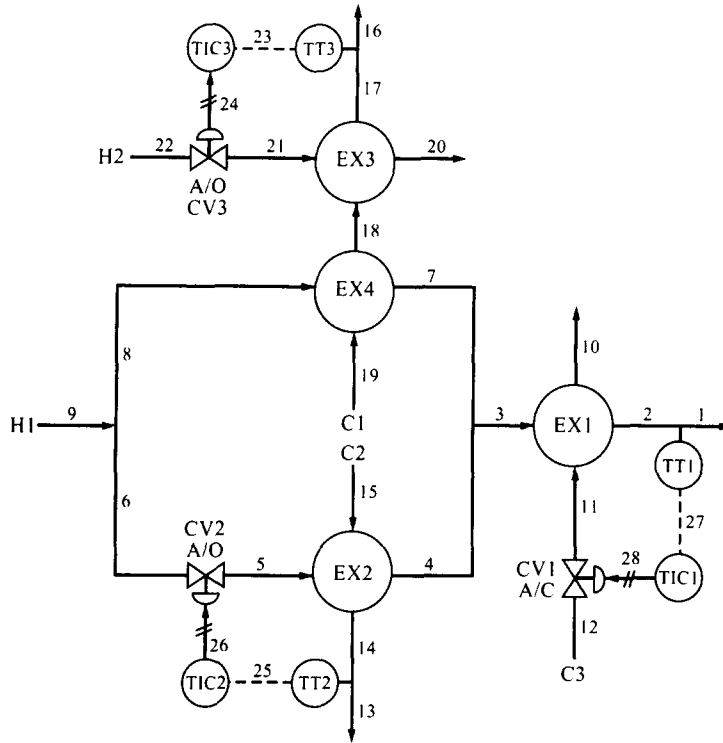 16
TIC3
23
TT3
24
17
H2
22
21
EX3
20
A/O
CV3
18
EX4
7
8
10
19
H1
9
C1
3
EX1
2
1
C2
TT1
15
11
6
27
CV2
A/O
5
EX2
4
CV1
A/C
28
TIC1
26
14
12
TIC2
25
TT2
C3
13